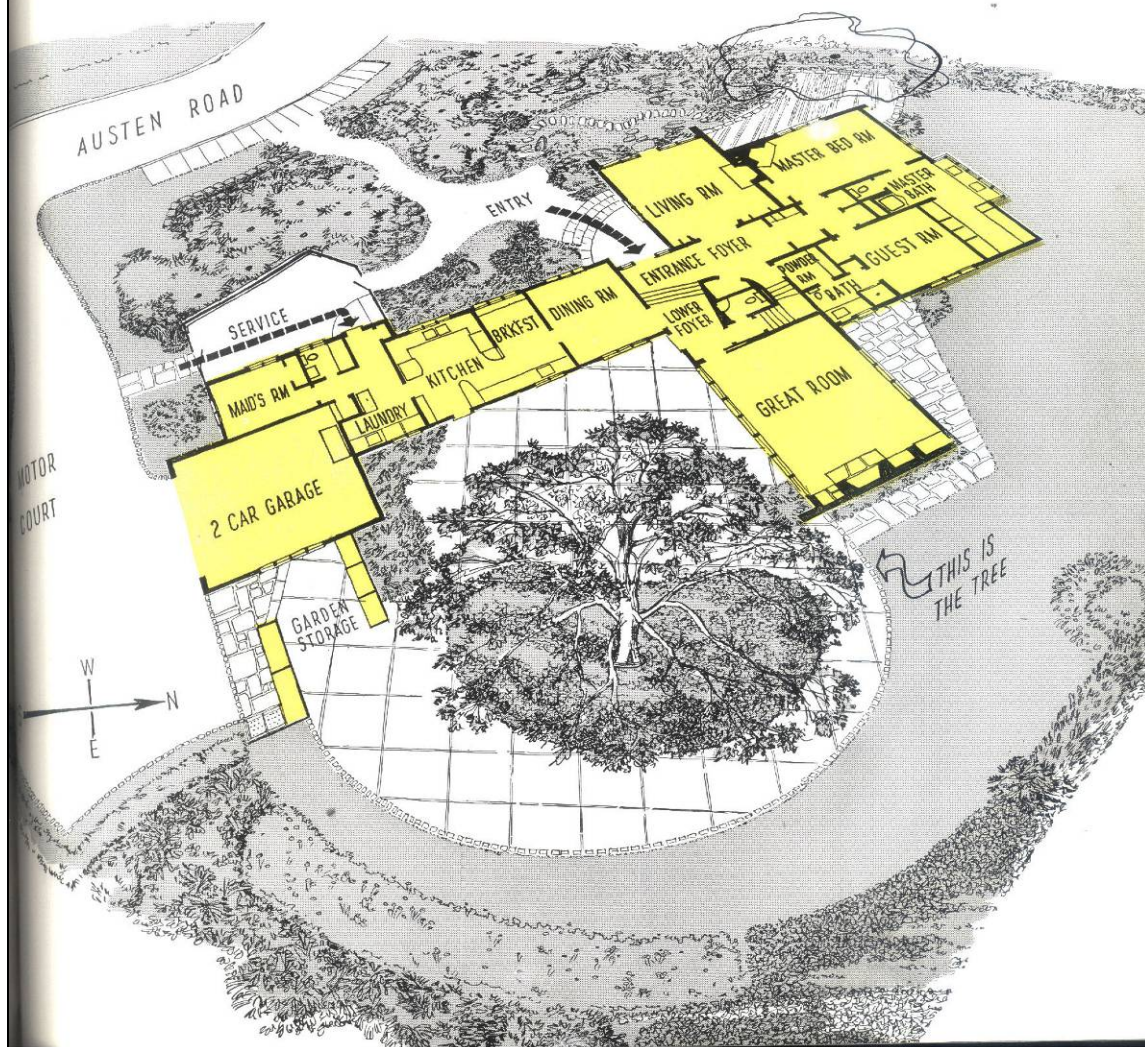 AUSTEN ROAD
ENTRY
SERVICE
LIVING RM
MASTER BED RM
MASTER
BATH
ENTRANCE FOYER
POWDER
RM
GUEST RM
BATH
LOWER
FOYER
DINING RM
BRKFST
KITCHEN
MAID'S RM
LAUNDRY
GREAT ROOM
2 CAR GARAGE
MOTOR
COURT
GARDEN
STORAGE
THIS IS
THE TREE
W
N
E